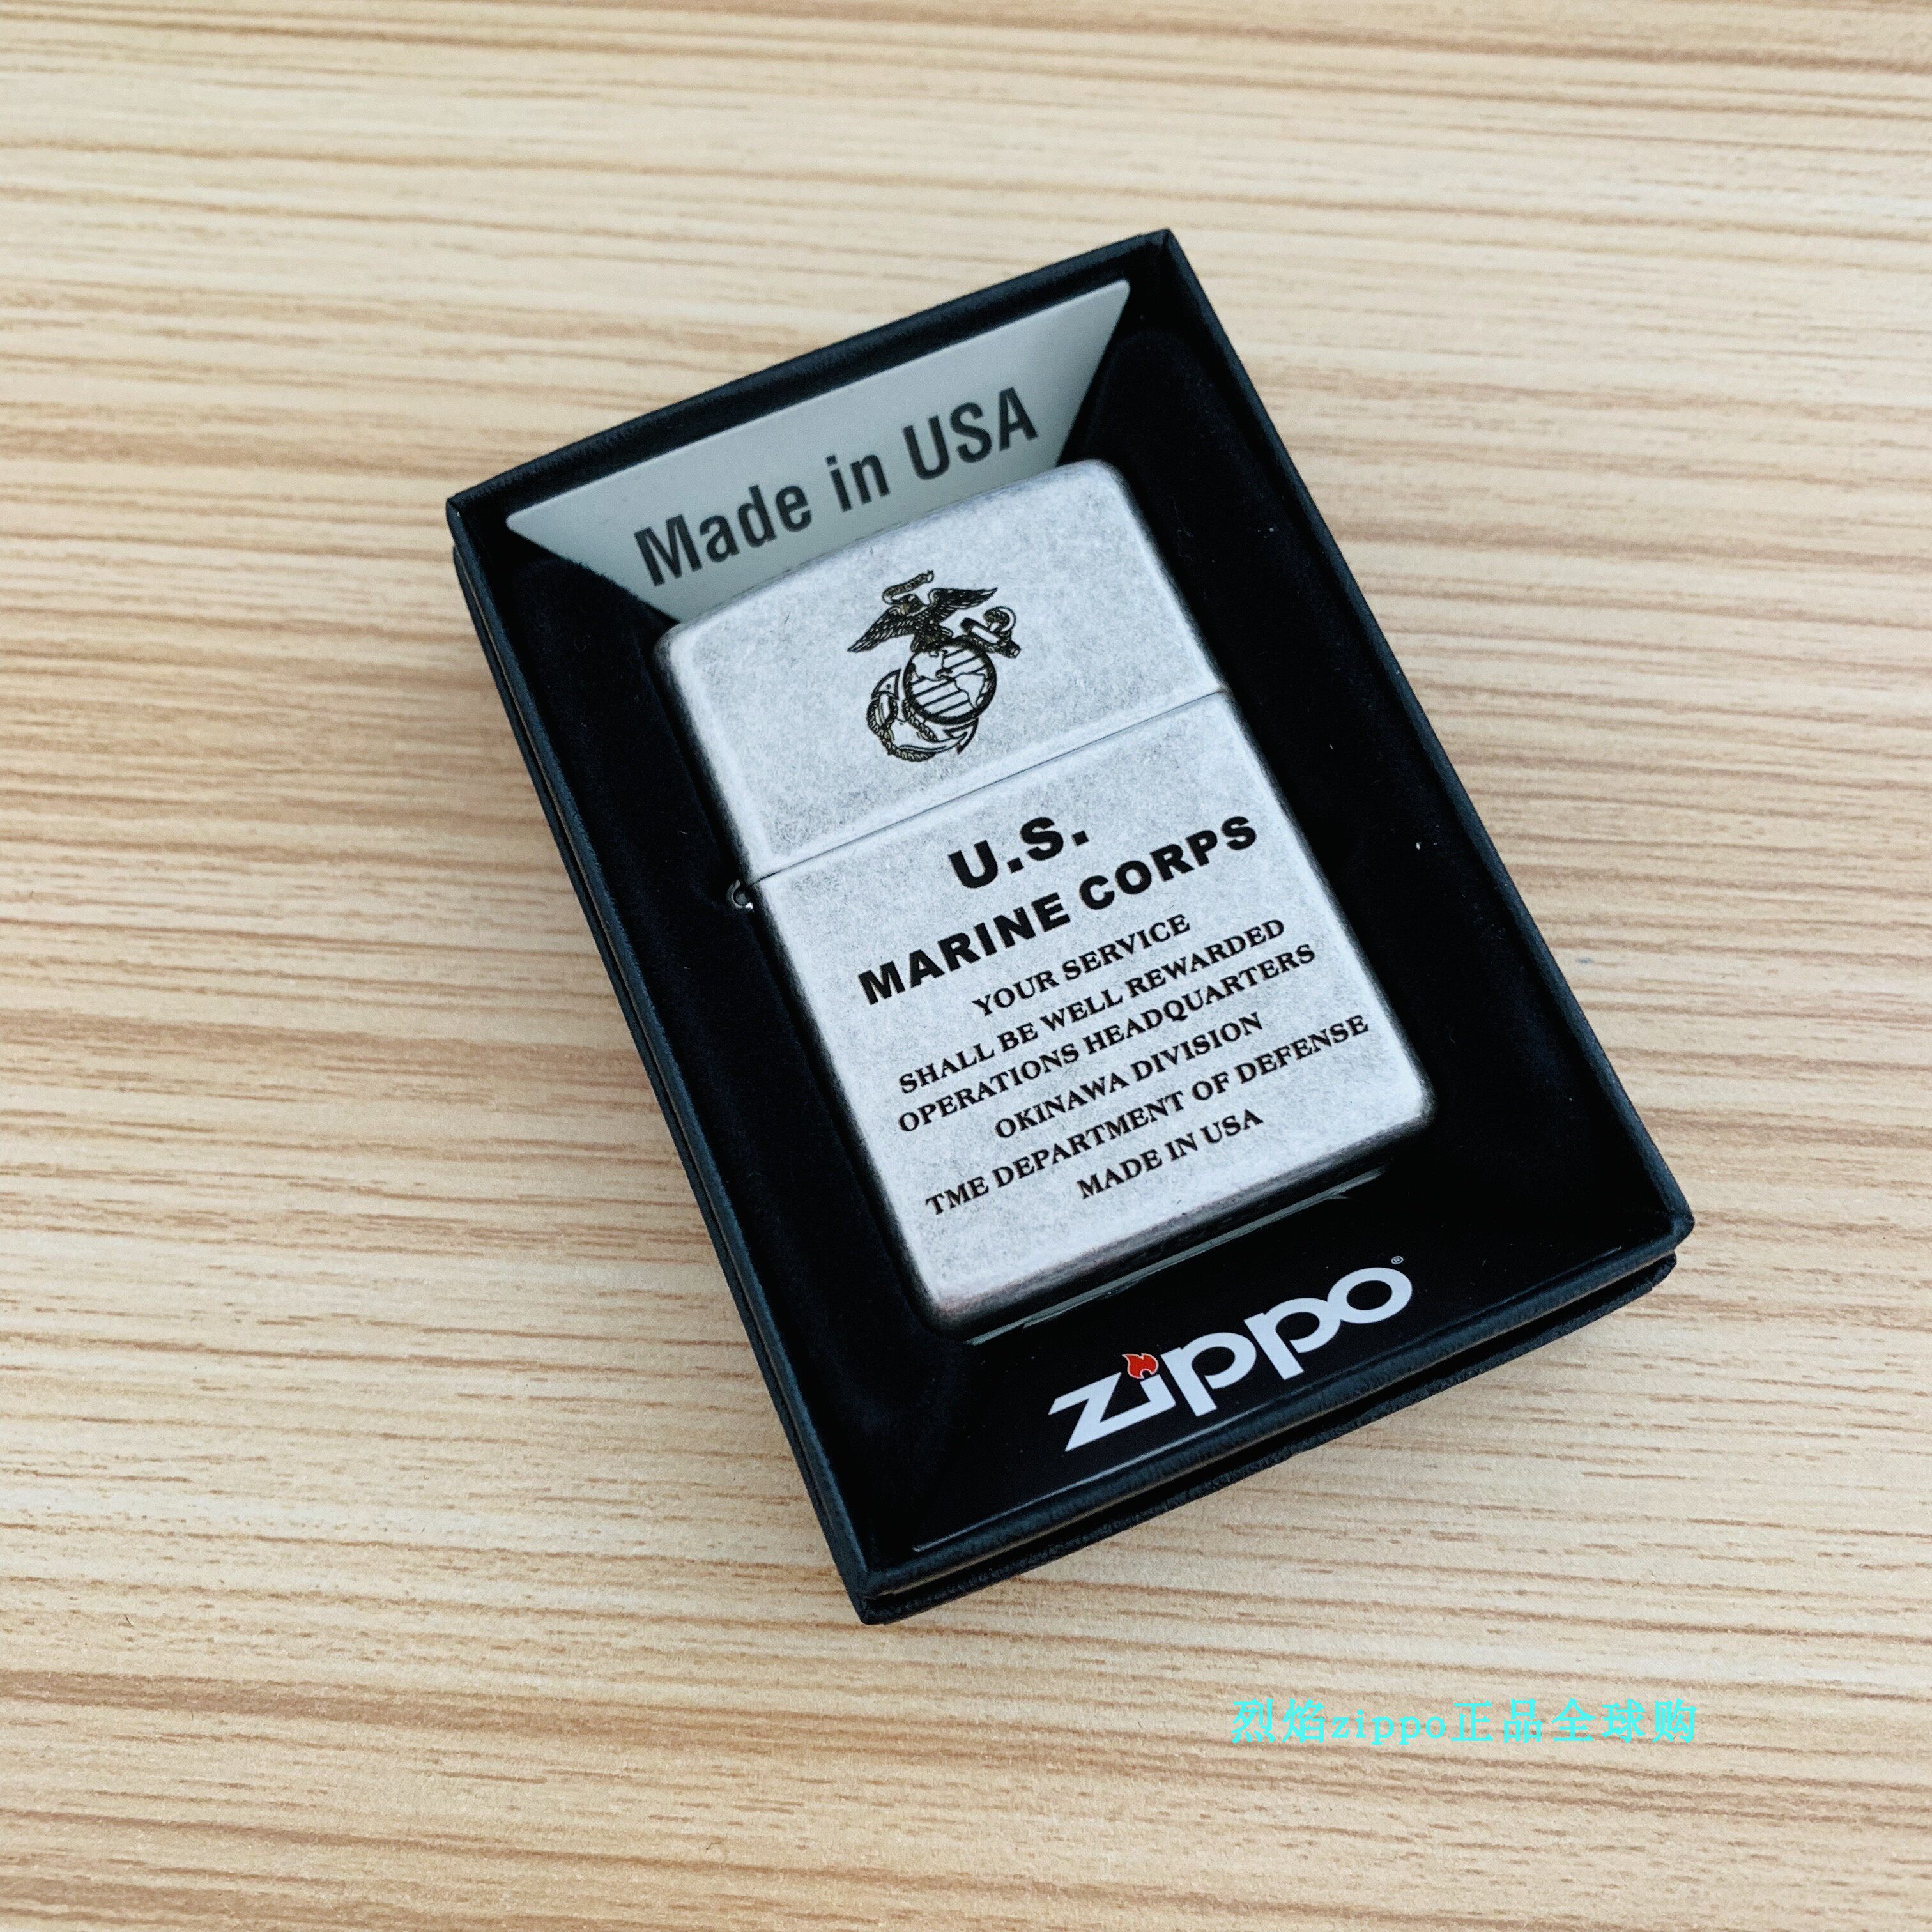 Made in USA
U.S.
MARINE CORPS
YOUR SERVICE
SHALL BE WELL REWARDED
OPERATIONS HEADQUARTERS
OKINAWA DIVISION
TME DEPARTMENT OF DEFENSE
MADE IN USA
zippo®
烈焰zippo正品全球购